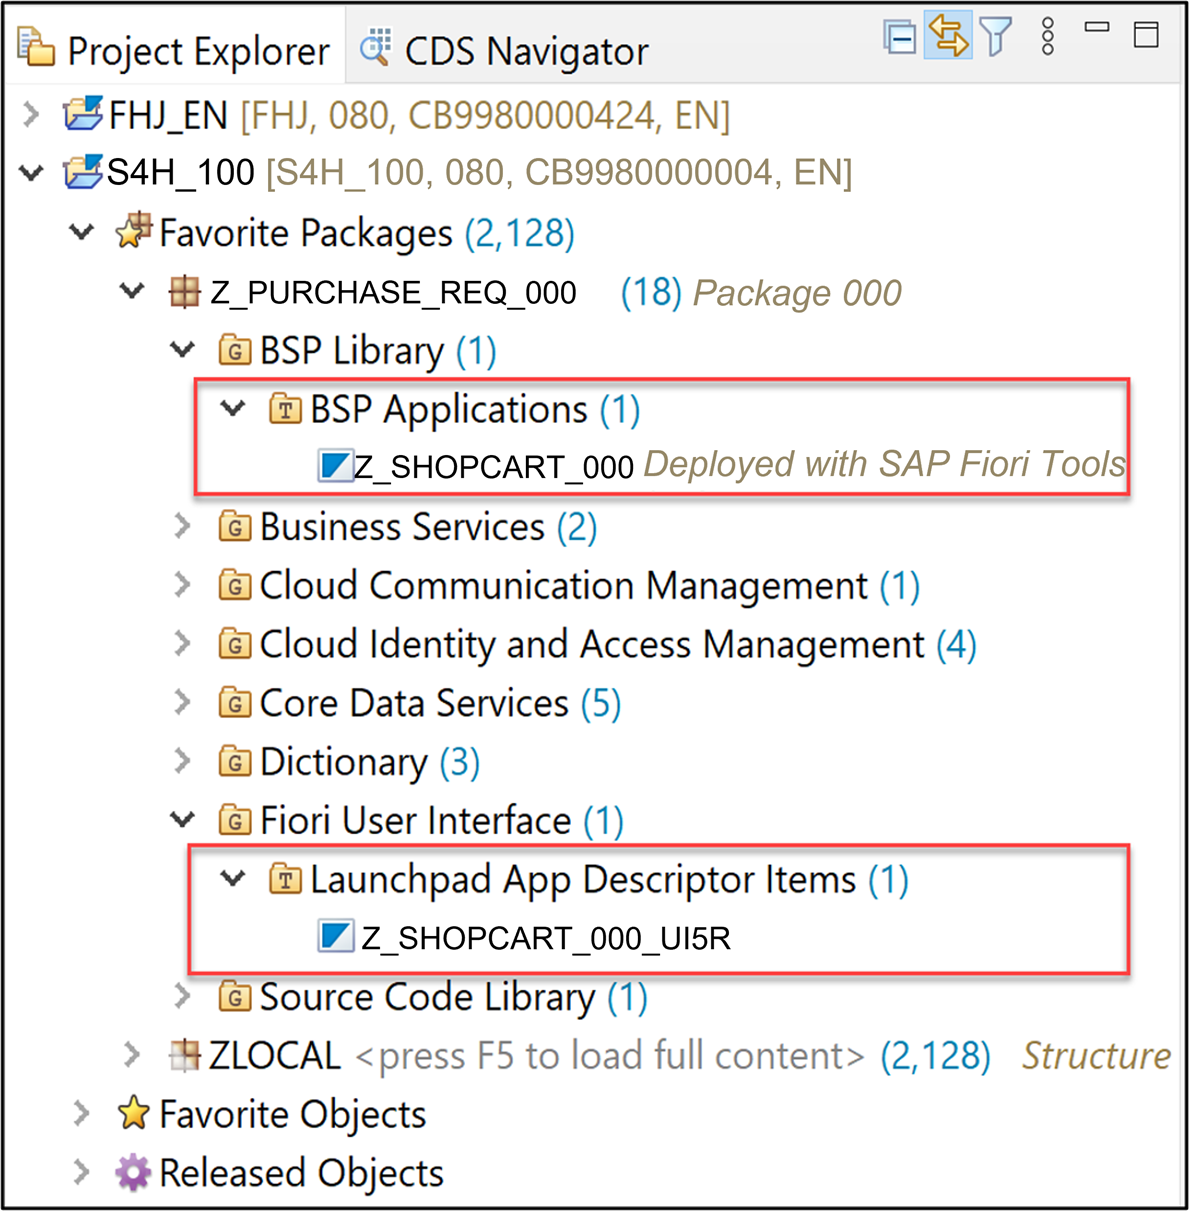 Project Explorer CDS Navigator
FHJ_EN [FHJ, 080, CB9980000424, EN]
S4H_100 [S4H_100, 080, CB9980000004, EN]
Favorite Packages (2,128)
Z_PURCHASE_REQ_000 (18) Package 000
BSP Library (1)
BSP Applications (1)
Z_SHOPCART_000 Deployed with SAP Fiori Tools
Business Services (2)
Cloud Communication Management (1)
Cloud Identity and Access Management (4)
Core Data Services (5)
Dictionary (3)
Fiori User Interface (1)
Launchpad App Descriptor Items (1)
Z_SHOPCART_000_UI5R
Source Code Library (1)
ZLOCAL <press F5 to load full content> (2,128) Structure
Favorite Objects
Released Objects